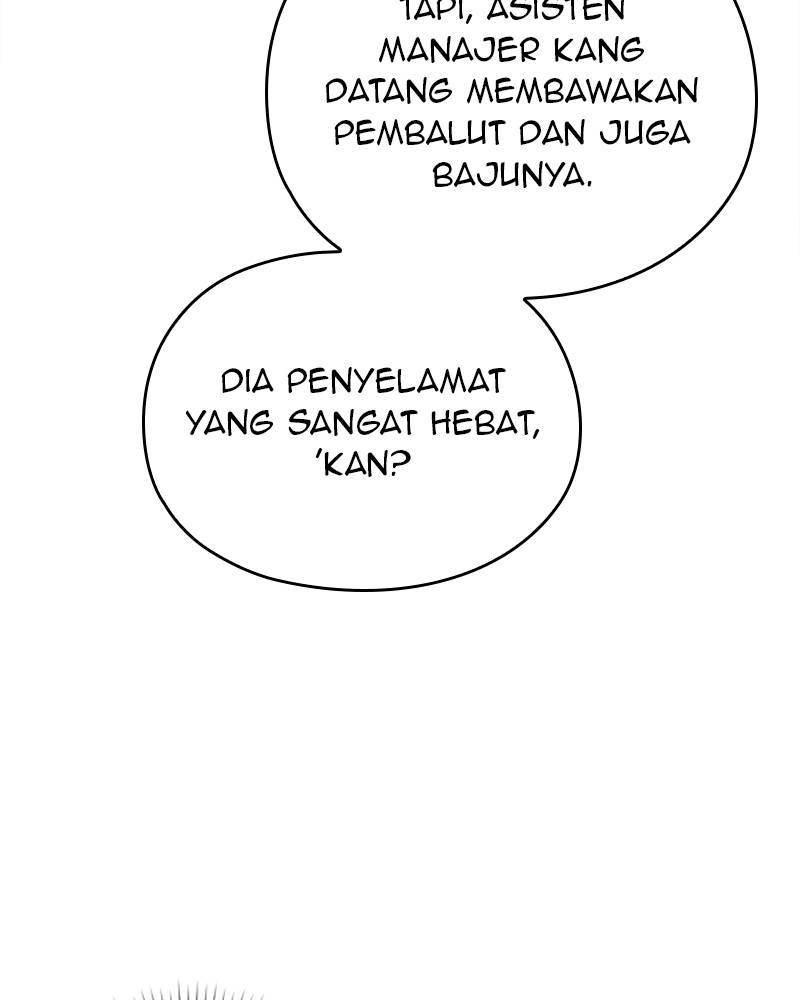 TAPI, ASISTEN
MANAJER KANG
DATANG MEMBAWAKAN
PEMBALUT DAN JUGA
BAJUNYA.
DIA PENYELAMAT
YANG SANGAT HEBAT,
'KAN?